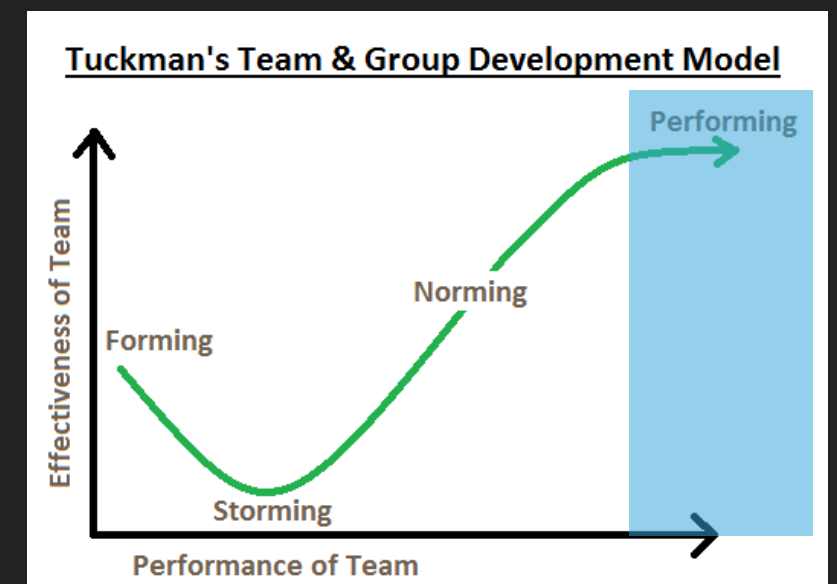 Tuckman's Team & Group Development Model
Performing
Effectiveness of Team
Norming
Forming
Storming
Performance of Team